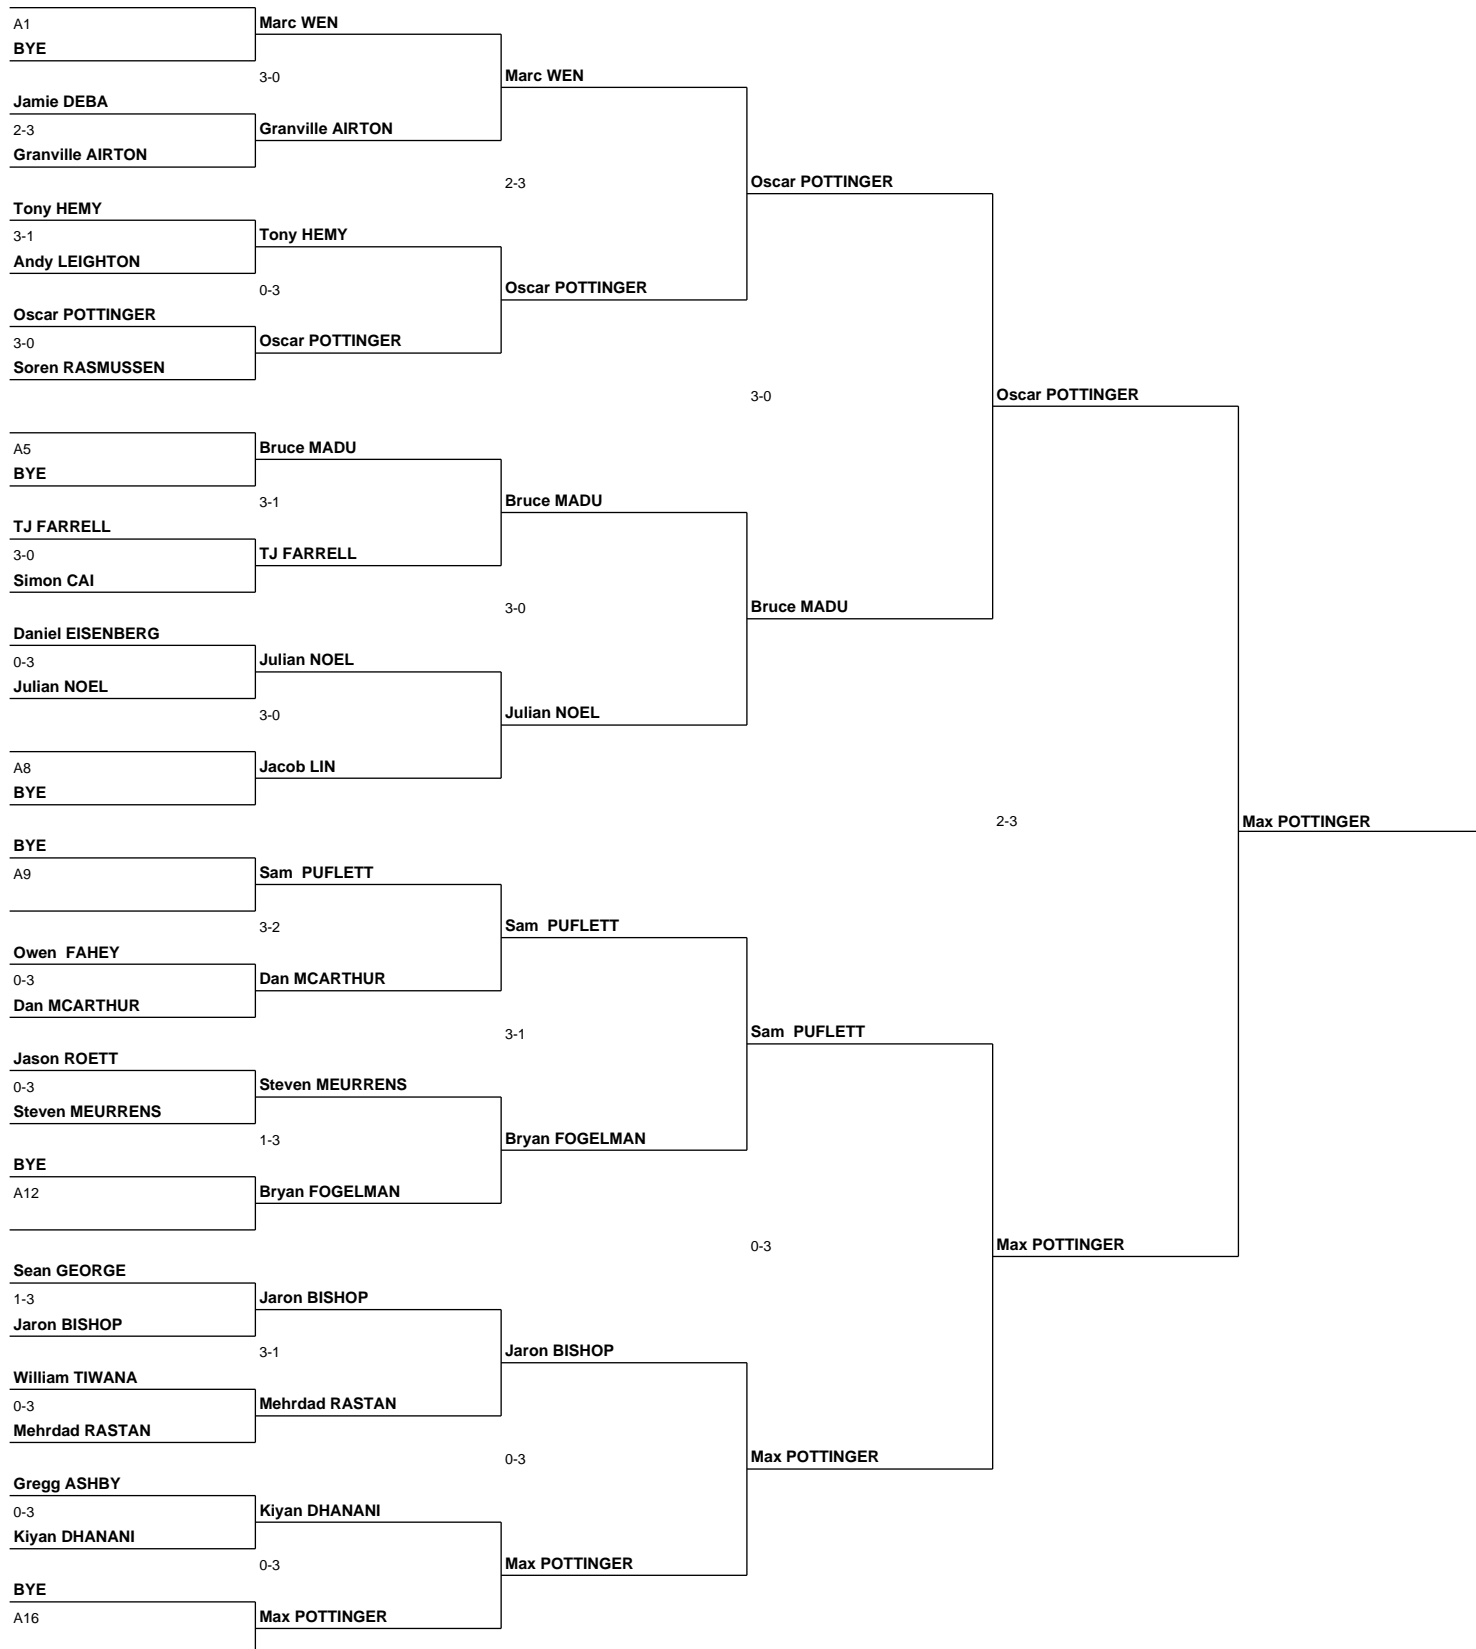 A1
BYE
Jamie DEBA
2-3
Granville AIRTON
Tony HEMY
3-1
Andy LEIGHTON
Oscar POTTINGER
3-0
Soren RASMUSSEN
A5
BYE
TJ FARRELL
3-0
Simon CAI
Daniel EISENBERG
0-3
Julian NOEL
A8
BYE
BYE
A9
Owen  FAHEY
0-3
Dan MCARTHUR
Jason ROETT
0-3
Steven MEURRENS
BYE
A12
Sean GEORGE
1-3
Jaron BISHOP
William TIWANA
0-3
Mehrdad RASTAN
Gregg ASHBY
0-3
Kiyan DHANANI
BYE
A16
Marc WEN
3-0
Granville AIRTON
Tony HEMY
0-3
Oscar POTTINGER
Bruce MADU
3-1
TJ FARRELL
Julian NOEL
3-0
Jacob LIN
Sam  PUFLETT
3-2
Dan MCARTHUR
Steven MEURRENS
1-3
Bryan FOGELMAN
Jaron BISHOP
3-1
Mehrdad RASTAN
Kiyan DHANANI
0-3
Max POTTINGER
Marc WEN
2-3
Oscar POTTINGER
Bruce MADU
3-0
Julian NOEL
Sam  PUFLETT
3-1
Bryan FOGELMAN
Jaron BISHOP
0-3
Max POTTINGER
Oscar POTTINGER
3-0
Bruce MADU
Sam  PUFLETT
0-3
Max POTTINGER
Oscar POTTINGER
2-3
Max POTTINGER
Max POTTINGER